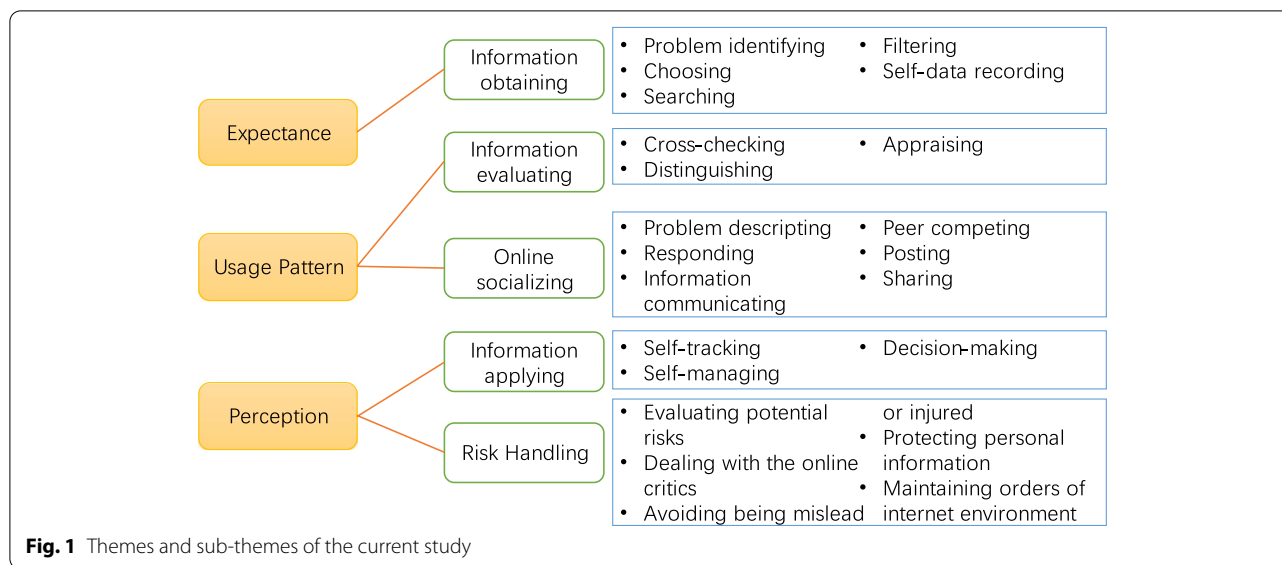 Expectance
Information
obtaining
• Problem identifying
• Choosing
• Searching
• Filtering
• Self-data recording
Usage Pattern
Information
evaluating
• Cross-checking
• Distinguishing
• Appraising
Online
socializing
• Problem descripting
• Responding
• Information
communicating
• Peer competing
• Posting
• Sharing
Perception
Information
applying
• Self-tracking
• Self-managing
• Decision-making
Risk Handling
• Evaluating potential
risks
• Dealing with the online
critics
• Avoiding being mislead
or injured
• Protecting personal
information
• Maintaining orders of
internet environment
Fig. 1 Themes and sub-themes of the current study